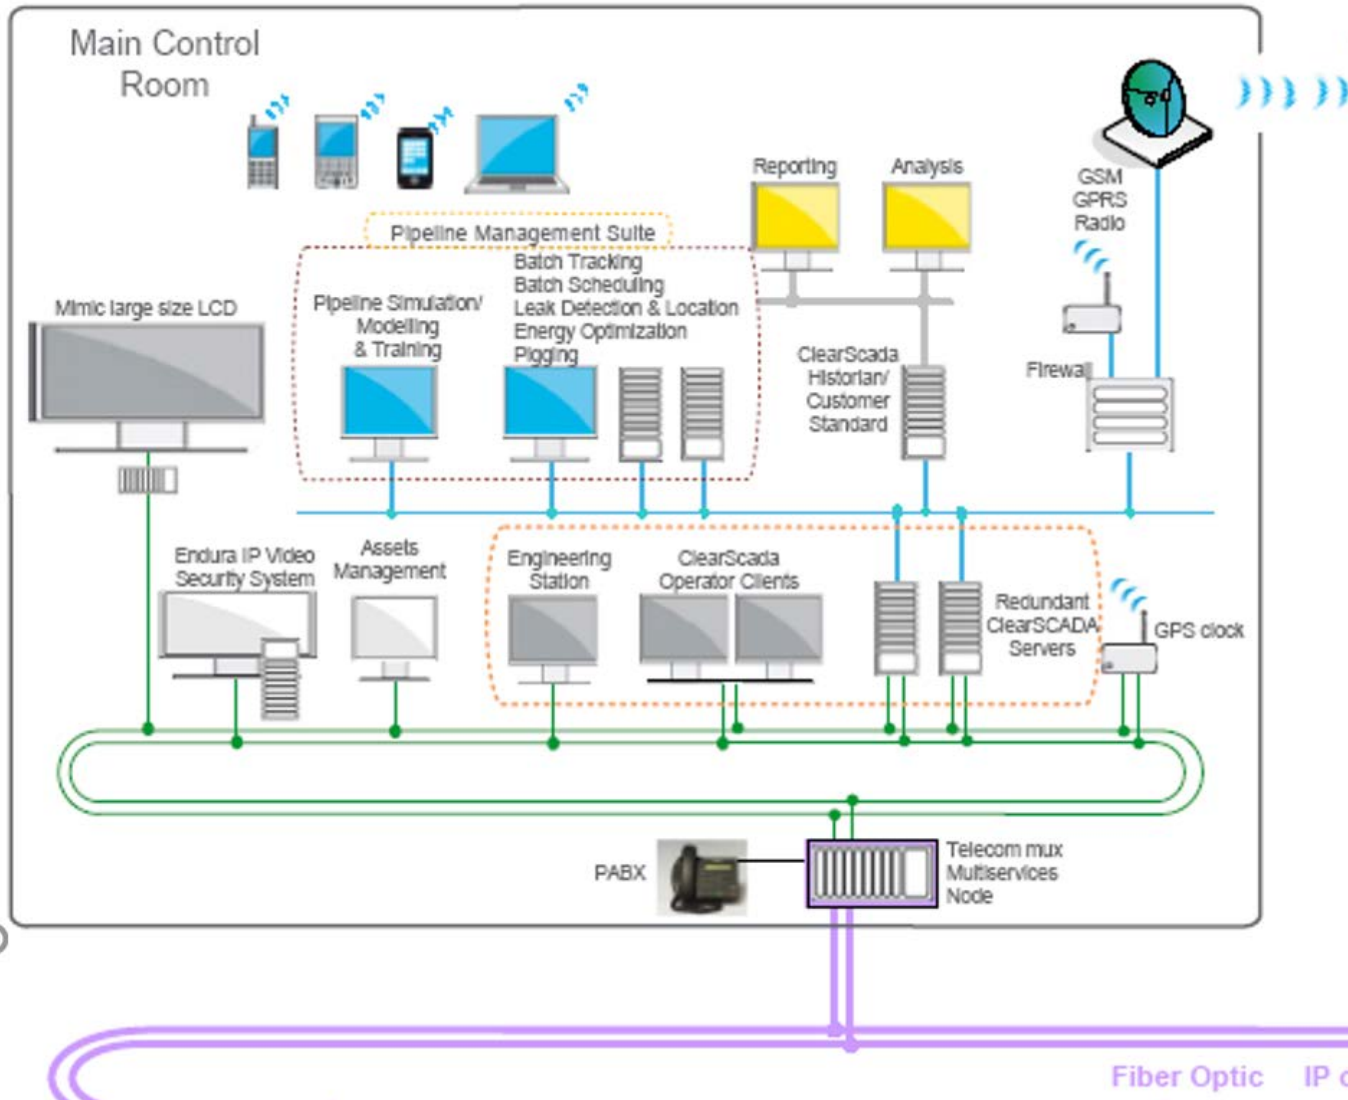 Main Control
Room
Reporting
Analysis
GSM
GPRS
Radio
Pipeline Management Suite
Batch Tracking
Batch Scheduling
Leak Detection & Location
Energy Optimization
Pigging
Pipeline Simulation/
Modelling
& Training
Mimic large size LCD
ClearScada
Historian/
Customer
Standard
Firewall
Endura IP Video
Security System
Assets
Management
Engineering
Station
ClearScada
Operator Clients
Redundant
ClearSCADA
Servers
GPS clock
PABX
Telecom mux
Multiservices
Node
Fiber Optic IP